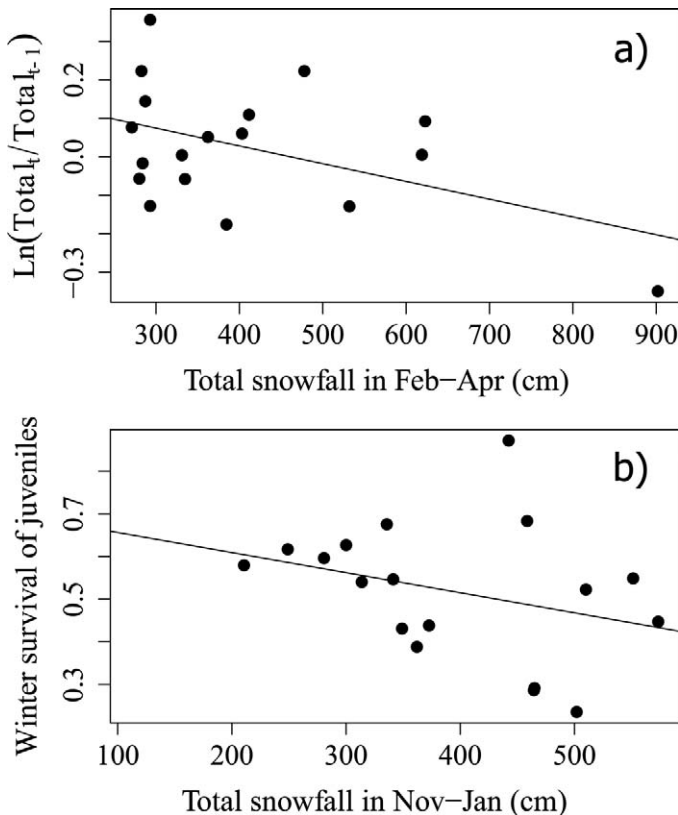 a)
Ln(Totalₜ/Totalₜ₋₁)
0.2
0.0
−0.3
300 400 500 600 700 800 900
Total snowfall in Feb−Apr (cm)
b)
Winter survival of juveniles
0.7
0.5
0.3
100 200 300 400 500
Total snowfall in Nov−Jan (cm)